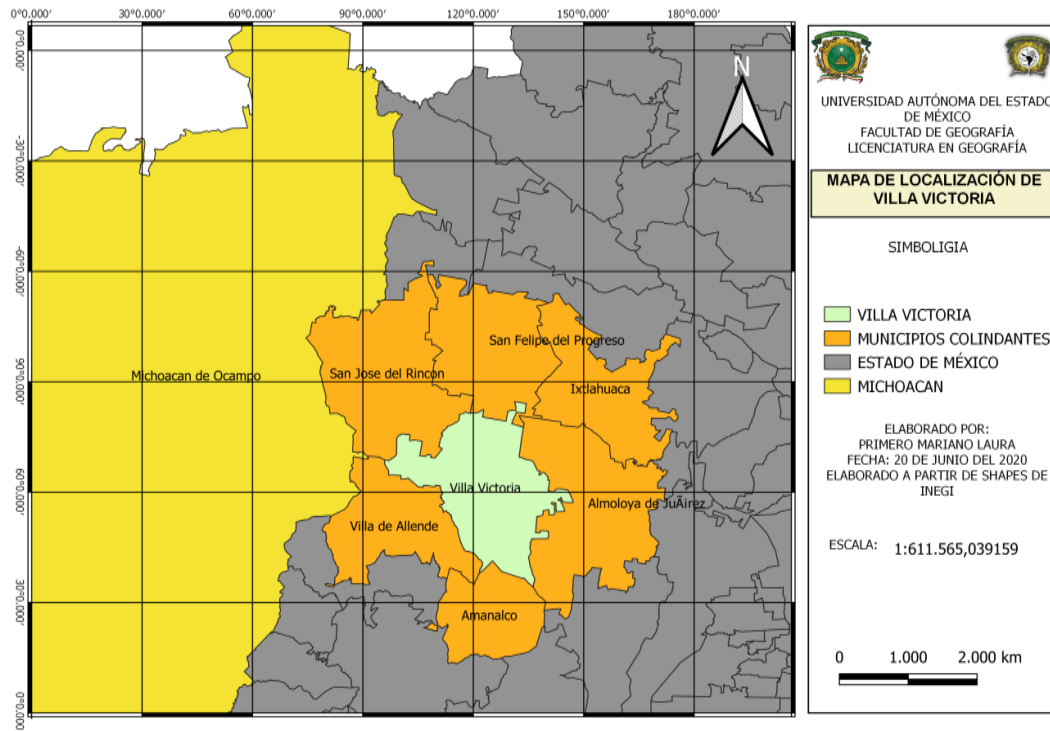 0°0.000' 30°0.000' 60°0.000' 90°0.000' 120°0.000' 150°0.000' 180°0.000'
N
Michoacan de Ocampo
San Jose del Rincón
San Felipe del Progreso
Ixtlahuaca
Villa Victoria
Almoloya de JuÃirez
Villa de Allende
Amanalco
UNIVERSIDAD AUTÓNOMA DEL ESTADO
DE MÉXICO
FACULTAD DE GEOGRAFÍA
LICENCIATURA EN GEOGRAFÍA
MAPA DE LOCALIZACIÓN DE
VILLA VICTORIA
SIMBOLIGIA
VILLA VICTORIA
MUNICIPIOS COLINDANTES
ESTADO DE MÉXICO
MICHOACAN
ELABORADO POR:
PRIMERO MARIANO LAURA
FECHA: 20 DE JUNIO DEL 2020
ELABORADO A PARTIR DE SHAPES DE
INEGI
ESCALA: 1:611.565,039159
0 1.000 2.000 km